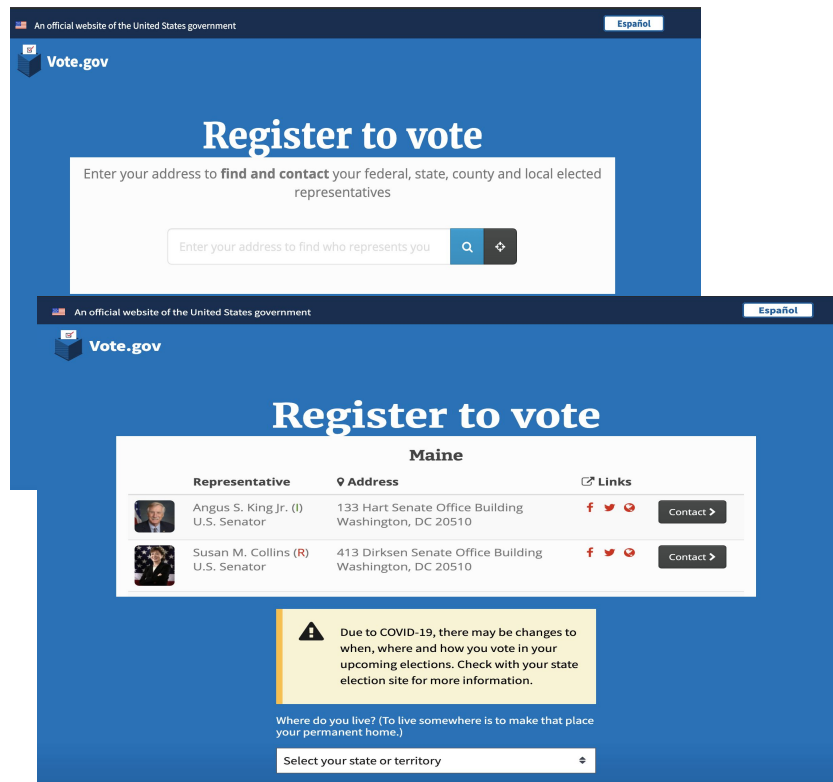 An official website of the United States government
Español
Vote.gov
Register to vote
Enter your address to find and contact your federal, state, county and local elected
representatives
Enter your address to find who represents you
An official website of the United States government
Español
Vote.gov
Register to vote
Maine
Representative Address Links
Angus S. King Jr. (I) 133 Hart Senate Office Building Contact
U.S. Senator Washington, DC 20510
Susan M. Collins (R) 413 Dirksen Senate Office Building Contact
U.S. Senator Washington, DC 20510
Due to COVID-19, there may be changes to
when, where and how you vote in your
upcoming elections. Check with your state
election site for more information.
Where do you live? (To live somewhere is to make that place
your permanent home.)
Select your state or territory